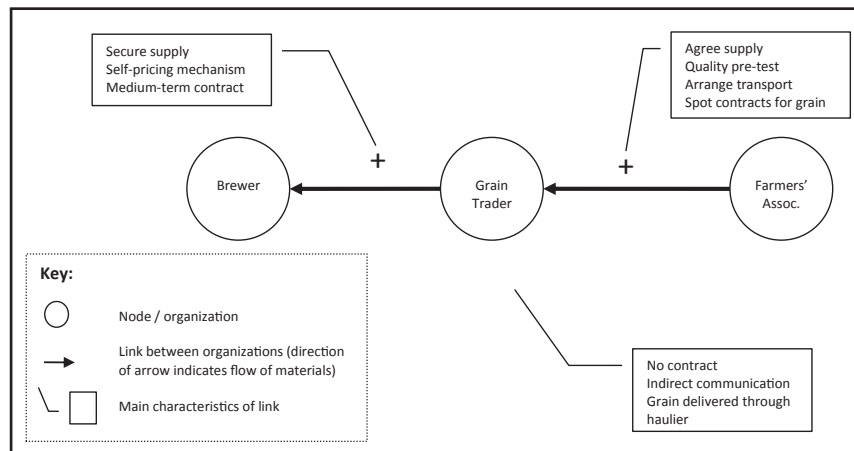 Secure supply
Self-pricing mechanism
Medium-term contract
Agree supply
Quality pre-test
Arrange transport
Spot contracts for grain
+
+
Brewer
Grain
Trader
Farmers'
Assoc.
Key:
Node / organization
Link between organizations (direction
of arrow indicates flow of materials)
Main characteristics of link
No contract
Indirect communication
Grain delivered through
haulier